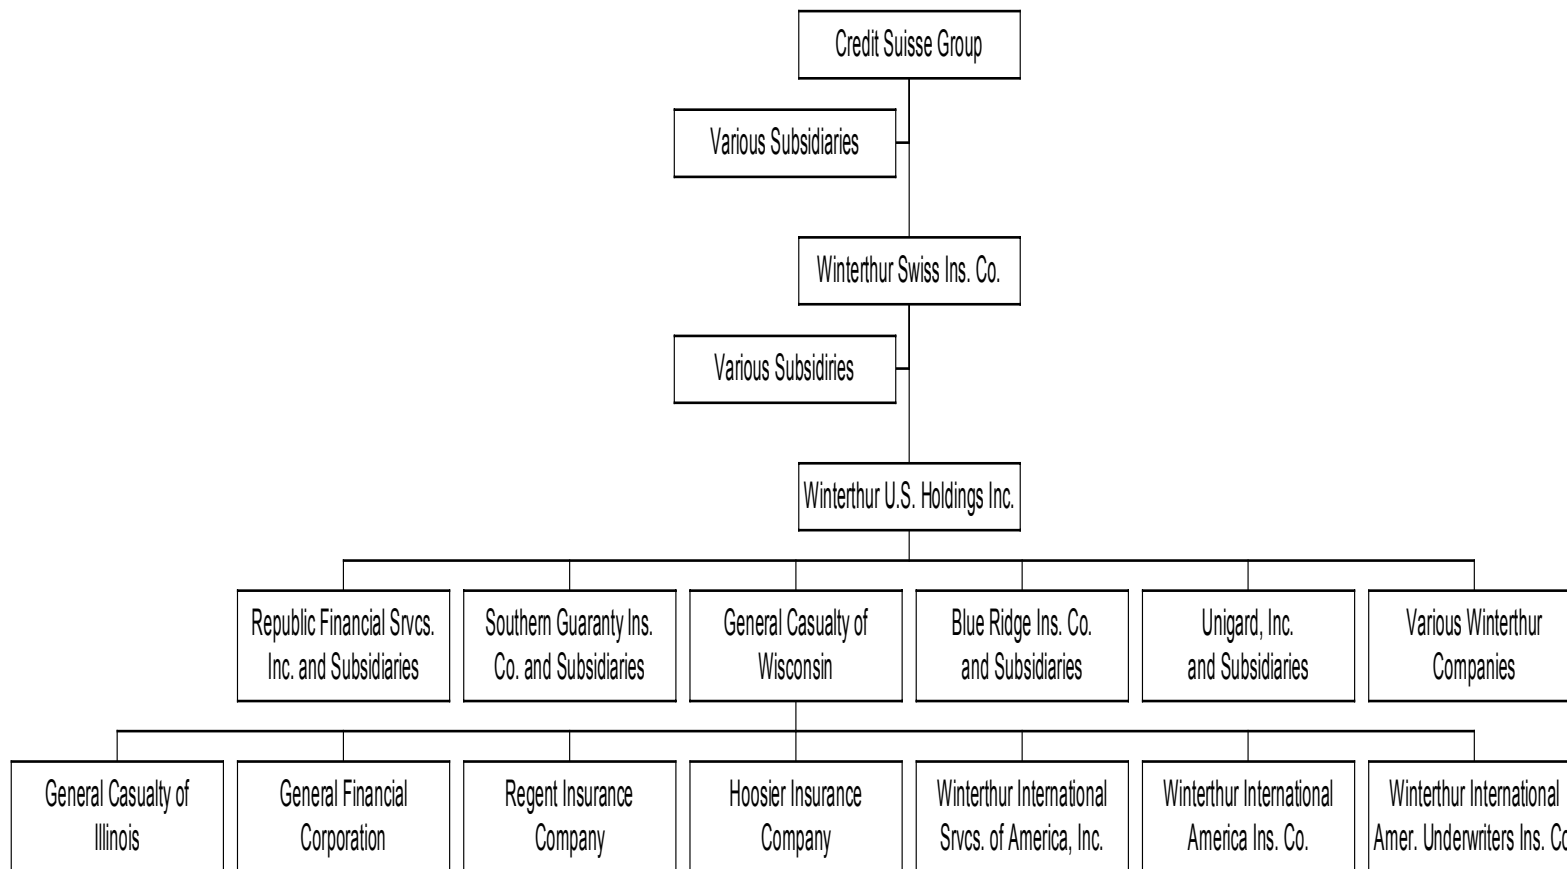 Credit Suisse Group
Various Subsidiaries
Winterthur Swiss Ins. Co.
Various Subsidiries
Winterthur U.S. Holdings Inc.
Republic Financial Srvcs.
Inc. and Subsidiaries
Southern Guaranty Ins.
Co. and Subsidiaries
General Casualty of
Wisconsin
Blue Ridge Ins. Co.
and Subsidiaries
Unigard, Inc.
and Subsidiaries
Various Winterthur
Companies
General Casualty of
Illinois
General Financial
Corporation
Regent Insurance
Company
Hoosier Insurance
Company
Winterthur International
Srvcs. of America, Inc.
Winterthur International
America Ins. Co.
Winterthur International
Amer. Underwriters Ins. Co